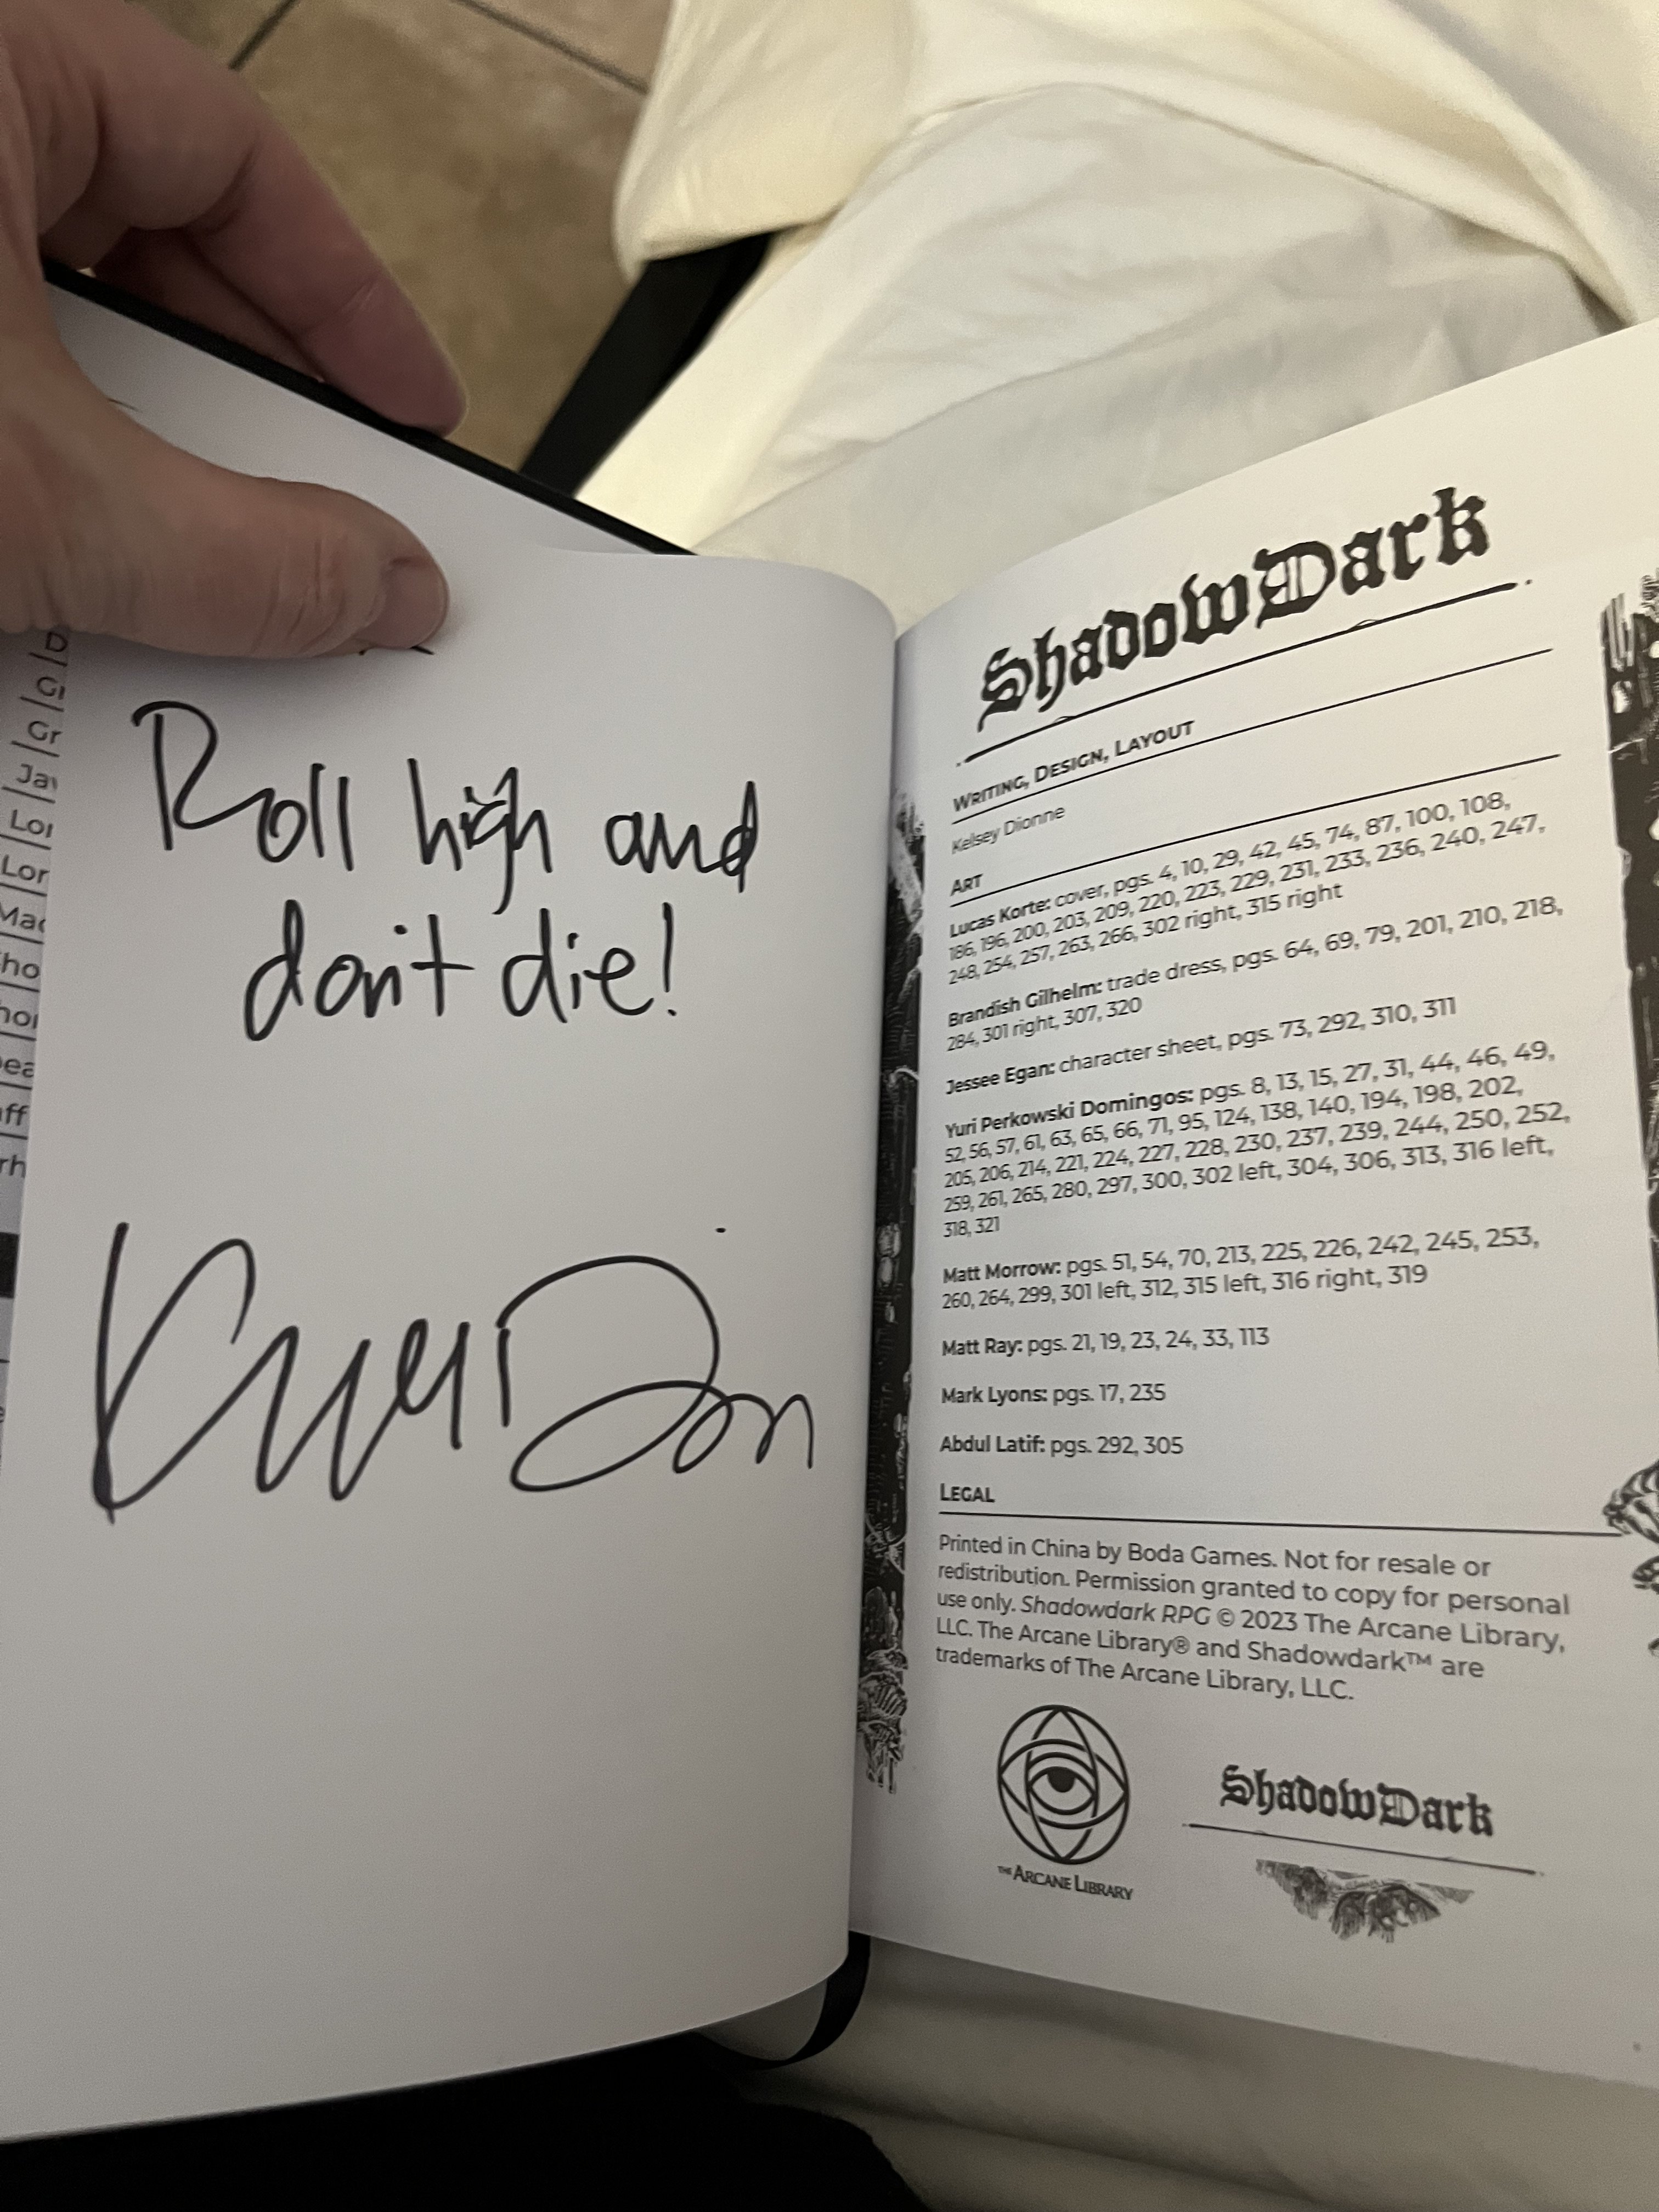 Roll high and
don't die!
ShadowDark
Writing, Design, Layout
Kelsey Dionne
Art
Lucas Korte: cover, pgs. 4, 10, 29, 42, 45, 74, 87, 100, 108,
186, 196, 200, 203, 209, 220, 223, 229, 231, 233, 236, 240, 247,
248, 254, 257, 263, 266, 302 right, 315 right
Brandish Gilhelm: trade dress, pgs. 64, 69, 79, 201, 210, 218,
284, 301 right, 307, 320
Jessee Egan: character sheet, pgs. 73, 292, 310, 311
Yuri Perkowski Domingos: pgs. 8, 13, 15, 27, 31, 44, 46, 49,
52, 56, 57, 61, 63, 65, 66, 71, 95, 124, 138, 140, 194, 198, 202,
205, 206, 214, 221, 224, 227, 228, 230, 237, 239, 244, 250, 252,
259, 261, 265, 280, 297, 300, 302 left, 304, 306, 313, 316 left,
318, 321
Matt Morrow: pgs. 51, 54, 70, 213, 225, 226, 242, 245, 253,
260, 264, 299, 301 left, 312, 315 left, 316 right, 319
Matt Ray: pgs. 21, 19, 23, 24, 33, 113
Mark Lyons: pgs. 17, 235
Abdul Latif: pgs. 292, 305
Legal
Printed in China by Boda Games. Not for resale or
redistribution. Permission granted to copy for personal
use only. Shadowdark RPG © 2023 The Arcane Library,
LLC. The Arcane Library® and Shadowdark™ are
trademarks of The Arcane Library, LLC.
The Arcane Library
ShadowDark